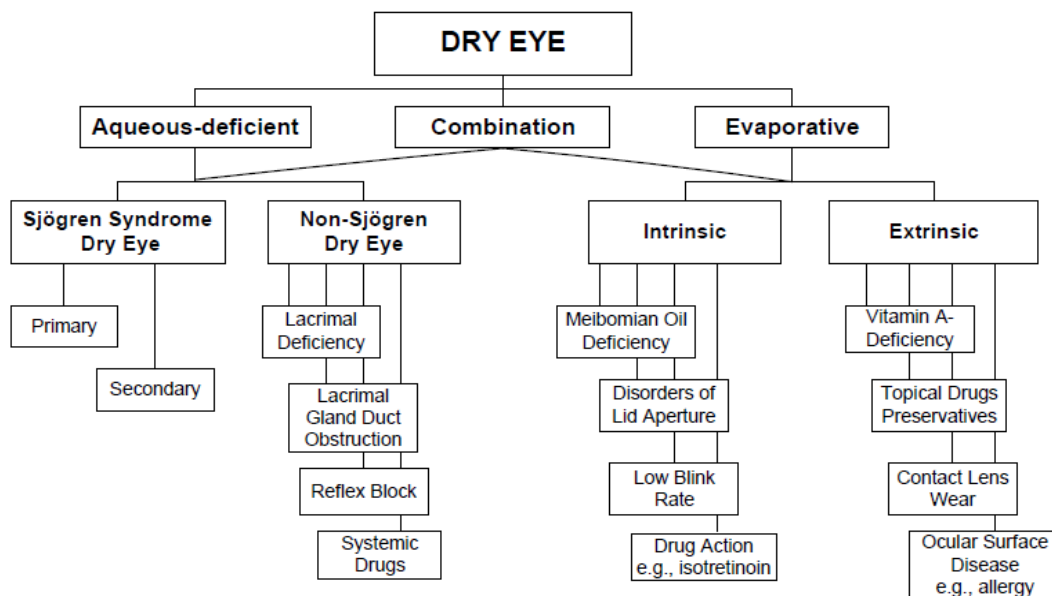 DRY EYE
Aqueous-deficient
Combination
Evaporative
Sjögren Syndrome
Dry Eye
Non-Sjögren
Dry Eye
Intrinsic
Extrinsic
Primary
Secondary
Lacrimal
Deficiency
Lacrimal
Gland Duct
Obstruction
Reflex Block
Systemic
Drugs
Meibomian Oil
Deficiency
Disorders of
Lid Aperture
Low Blink
Rate
Drug Action
e.g., isotretinoin
Vitamin A-
Deficiency
Topical Drugs
Preservatives
Contact Lens
Wear
Ocular Surface
Disease
e.g., allergy